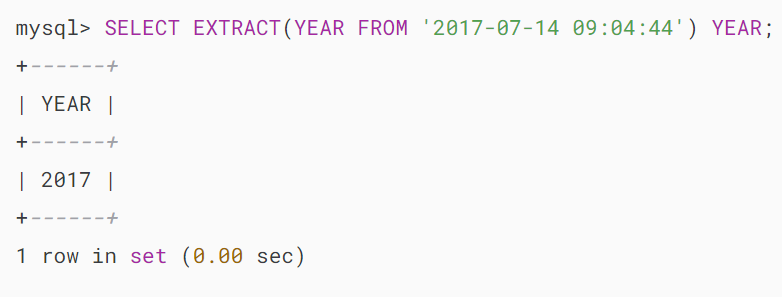 mysql> SELECT EXTRACT(YEAR FROM '2017-07-14 09:04:44') YEAR;
+------+
| YEAR |
+------+
| 2017 |
+------+
1 row in set (0.00 sec)